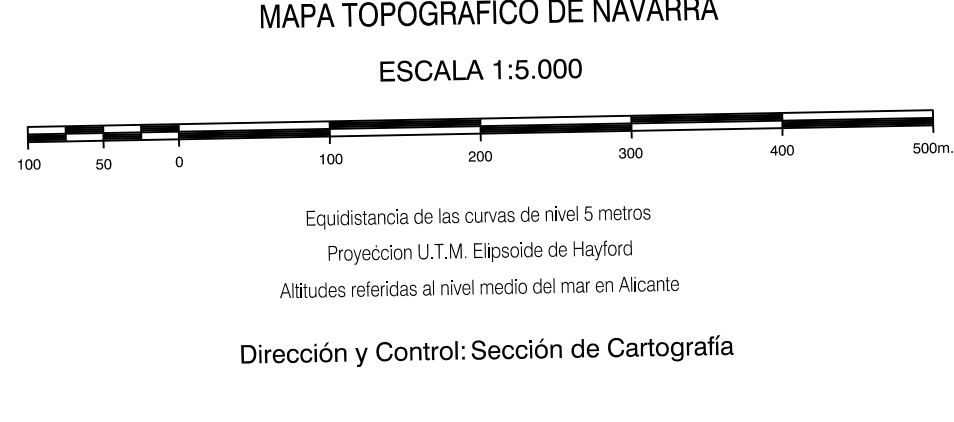 MAPA TOPOGRAFICO DE NAVARRA
ESCALA 1:5.000
100 50 0 100 200 300 400 500m.
Equidistancia de las curvas de nivel 5 metros
Proyeccion U.T.M. Elipsoide de Hayford
Altitudes referidas al nivel medio del mar en Alicante
Dirección y Control: Sección de Cartografía